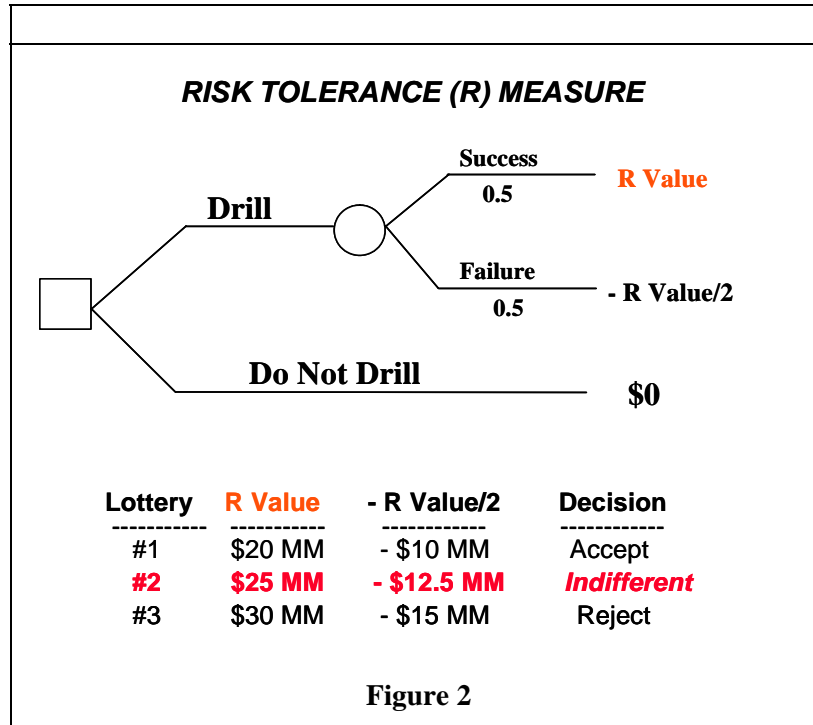 RISK TOLERANCE (R) MEASURE
Success
R Value
0.5
Drill
Failure
- R Value/2
0.5
Do Not Drill
$0
Lottery R Value - R Value/2 Decision
----------- ----------- ------------ ------------
#1 $20 MM - $10 MM Accept
#2 $25 MM - $12.5 MM Indifferent
#3 $30 MM - $15 MM Reject
Figure 2